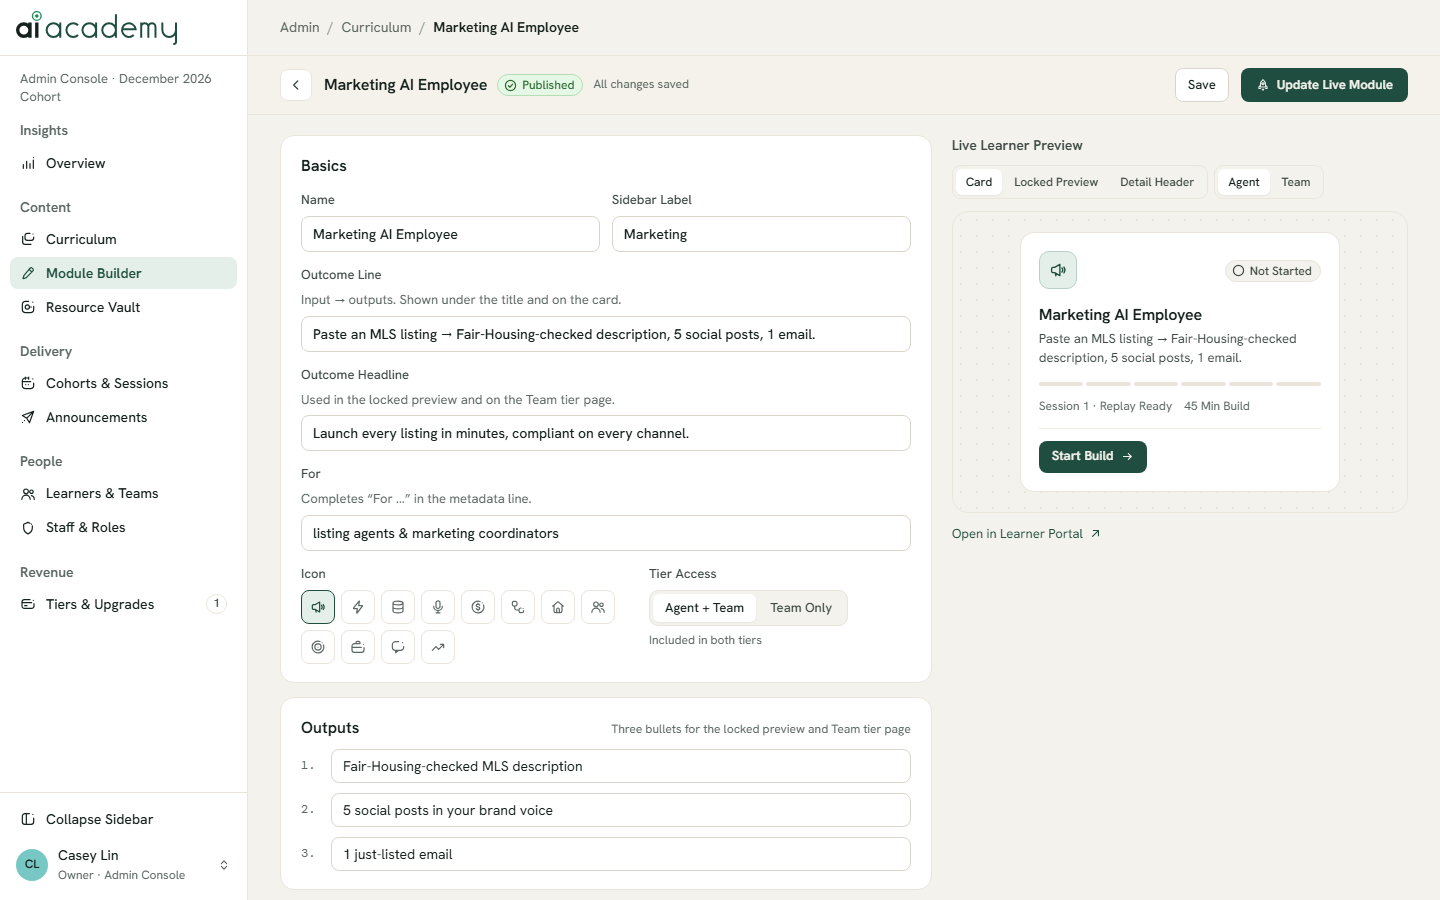 ai academy
Admin Console · December 2026
Cohort
Insights
Overview
Content
Curriculum
Module Builder
Resource Vault
Delivery
Cohorts & Sessions
Announcements
People
Learners & Teams
Staff & Roles
Revenue
Tiers & Upgrades 1
Collapse Sidebar
CL
Casey Lin
Owner · Admin Console
Admin / Curriculum / Marketing AI Employee
Marketing AI Employee Published All changes saved
Save Update Live Module
Basics
Name Sidebar Label
Marketing AI Employee Marketing
Outcome Line
Input → outputs. Shown under the title and on the card.
Paste an MLS listing → Fair-Housing-checked description, 5 social posts, 1 email.
Outcome Headline
Used in the locked preview and on the Team tier page.
Launch every listing in minutes, compliant on every channel.
For
Completes “For …” in the metadata line.
listing agents & marketing coordinators
Icon Tier Access
Agent + Team Team Only
Included in both tiers
Outputs Three bullets for the locked preview and Team tier page
1. Fair-Housing-checked MLS description
2. 5 social posts in your brand voice
3. 1 just-listed email
Live Learner Preview
Card Locked Preview Detail Header Agent Team
Not Started
Marketing AI Employee
Paste an MLS listing → Fair-Housing-checked
description, 5 social posts, 1 email.
Session 1 · Replay Ready 45 Min Build
Start Build →
Open in Learner Portal